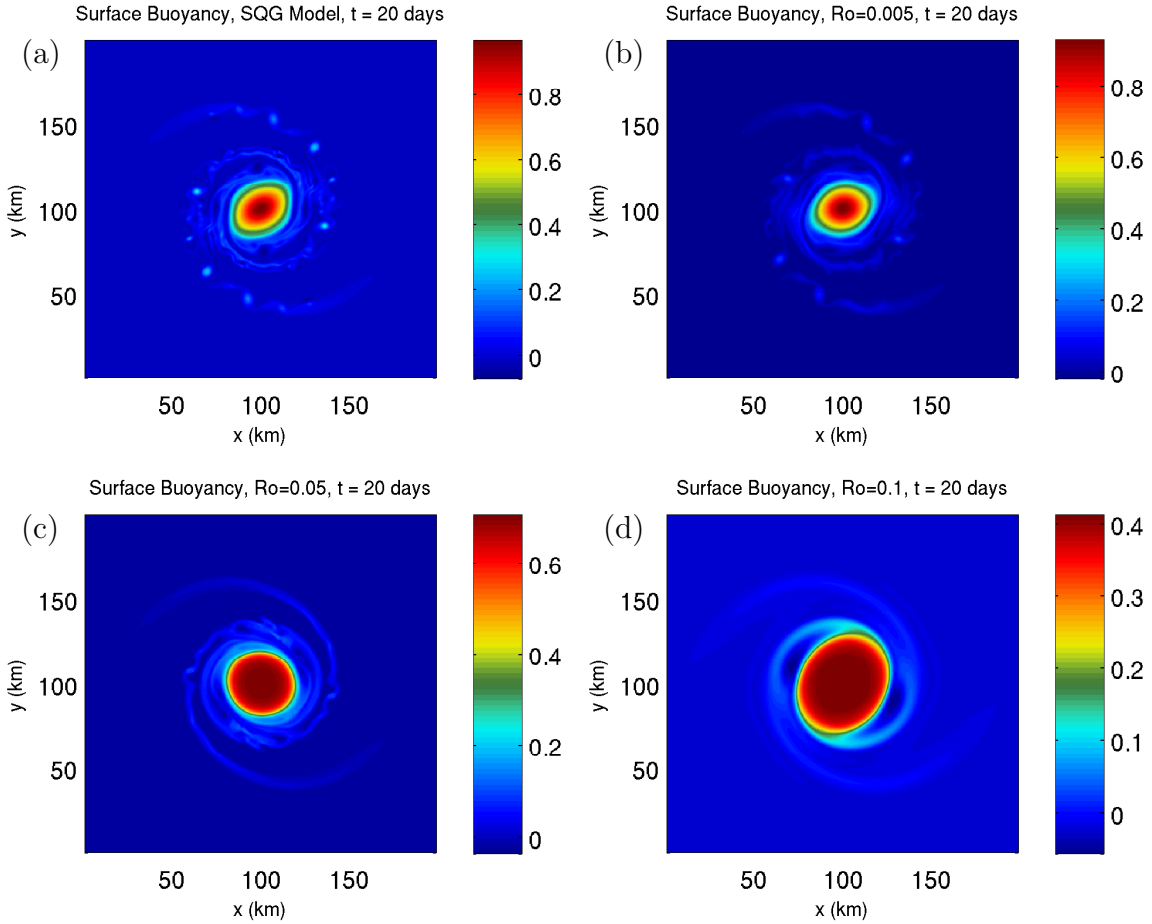 Surface Buoyancy, SQG Model, t = 20 days
(a)
0.8
0.6
0.4
0.2
0
150
100
50
y (km)
50 100 150
x (km)
Surface Buoyancy, Ro=0.005, t = 20 days
(b)
0.8
0.6
0.4
0.2
0
150
100
50
y (km)
50 100 150
x (km)
Surface Buoyancy, Ro=0.05, t = 20 days
(c)
0.6
0.4
0.2
0
150
100
50
y (km)
50 100 150
x (km)
Surface Buoyancy, Ro=0.1, t = 20 days
(d)
0.4
0.3
0.2
0.1
0
150
100
50
y (km)
50 100 150
x (km)